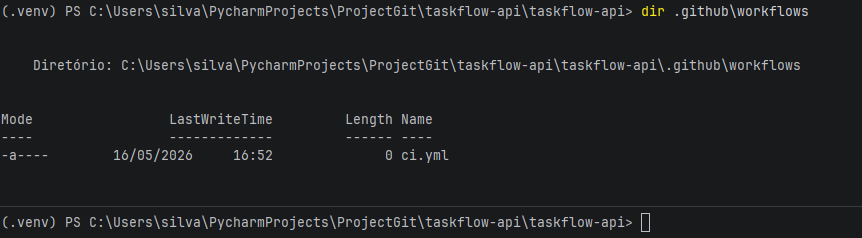 (.venv) PS C:\Users\silva\PycharmProjects\ProjectGit\taskflow-api\taskflow-api> dir .github\workflows
Diretório: C:\Users\silva\PycharmProjects\ProjectGit\taskflow-api\taskflow-api\.github\workflows
Mode                 LastWriteTime         Length Name
----                 -------------         ------ ----
-a----        16/05/2026     16:52              0 ci.yml
(.venv) PS C:\Users\silva\PycharmProjects\ProjectGit\taskflow-api\taskflow-api>